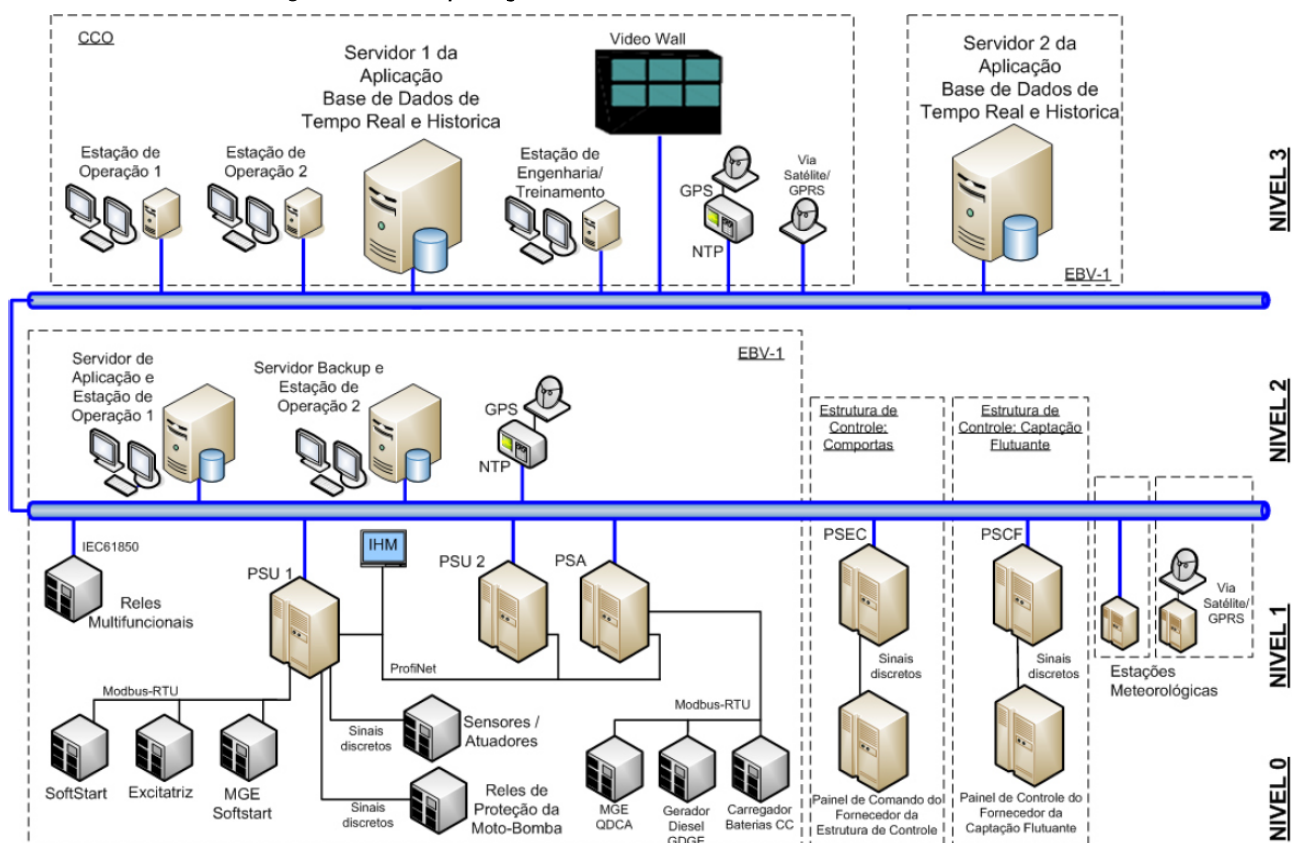 CCO
Servidor 1 da
Aplicação
Base de Dados de
Tempo Real e Historica
Video Wall
Servidor 2 da
Aplicação
Base de Dados de
Tempo Real e Historica
Estação de
Operação 1
Estação de
Operação 2
Estação de
Engenharia/
Treinamento
GPS
NTP
Via
Satélite/
GPRS
EBV-1
NIVEL 3
EBV-1
Servidor de
Aplicação e
Estação de
Operação 1
Servidor Backup e
Estação de
Operação 2
GPS
NTP
Estrutura de
Controle:
Comportas
Estrutura de
Controle: Captação
Flutuante
NIVEL 2
IEC61850
Reles
Multifuncionais
PSU 1
IHM
PSU 2
PSA
PSEC
PSCF
Via
Satélite/
GPRS
ProfiNet
Sinais
discretos
Sinais
discretos
Estações
Meteorológicas
NIVEL 1
Modbus-RTU
Modbus-RTU
Sinais
discretos
Sensores /
Atuadores
SoftStart
Excitatriz
MGE
Softstart
Sinais
discretos
Reles de
Proteção da
Moto-Bomba
MGE
QDCA
Gerador
Diesel
GDGE
Carregador
Baterias CC
Painel de Comando do
Fornecedor da
Estrutura de Controle
Painel de Controle do
Fornecedor da
Captação Flutuante
NIVEL 0